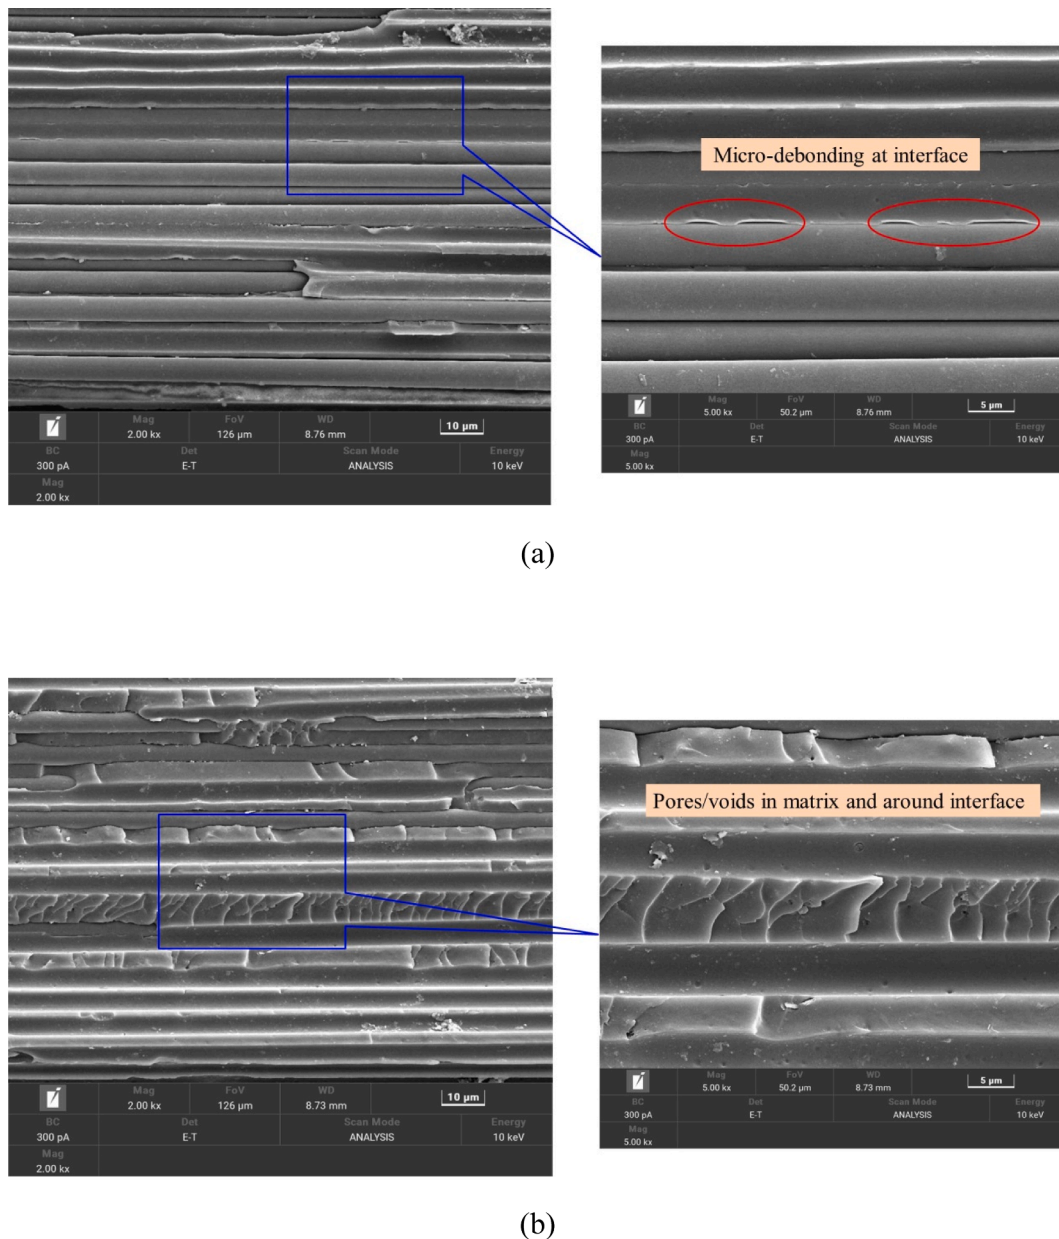 Mag FoV WD
2.00 kx 126 µm 8.76 mm 10 µm
BC Det Scan Mode Energy
300 pA E-T ANALYSIS 10 keV
Mag
2.00 kx
Micro-debonding at interface
Mag FoV WD
5.00 kx 50.2 µm 8.76 mm 5 µm
BC Det Scan Mode Energy
300 pA E-T ANALYSIS 10 keV
Mag
5.00 kx
(a)
Mag FoV WD
2.00 kx 126 µm 8.73 mm 10 µm
BC Det Scan Mode Energy
300 pA E-T ANALYSIS 10 keV
Mag
2.00 kx
Pores/voids in matrix and around interface
Mag FoV WD
5.00 kx 50.2 µm 8.73 mm 5 µm
BC Det Scan Mode Energy
300 pA E-T ANALYSIS 10 keV
Mag
5.00 kx
(b)